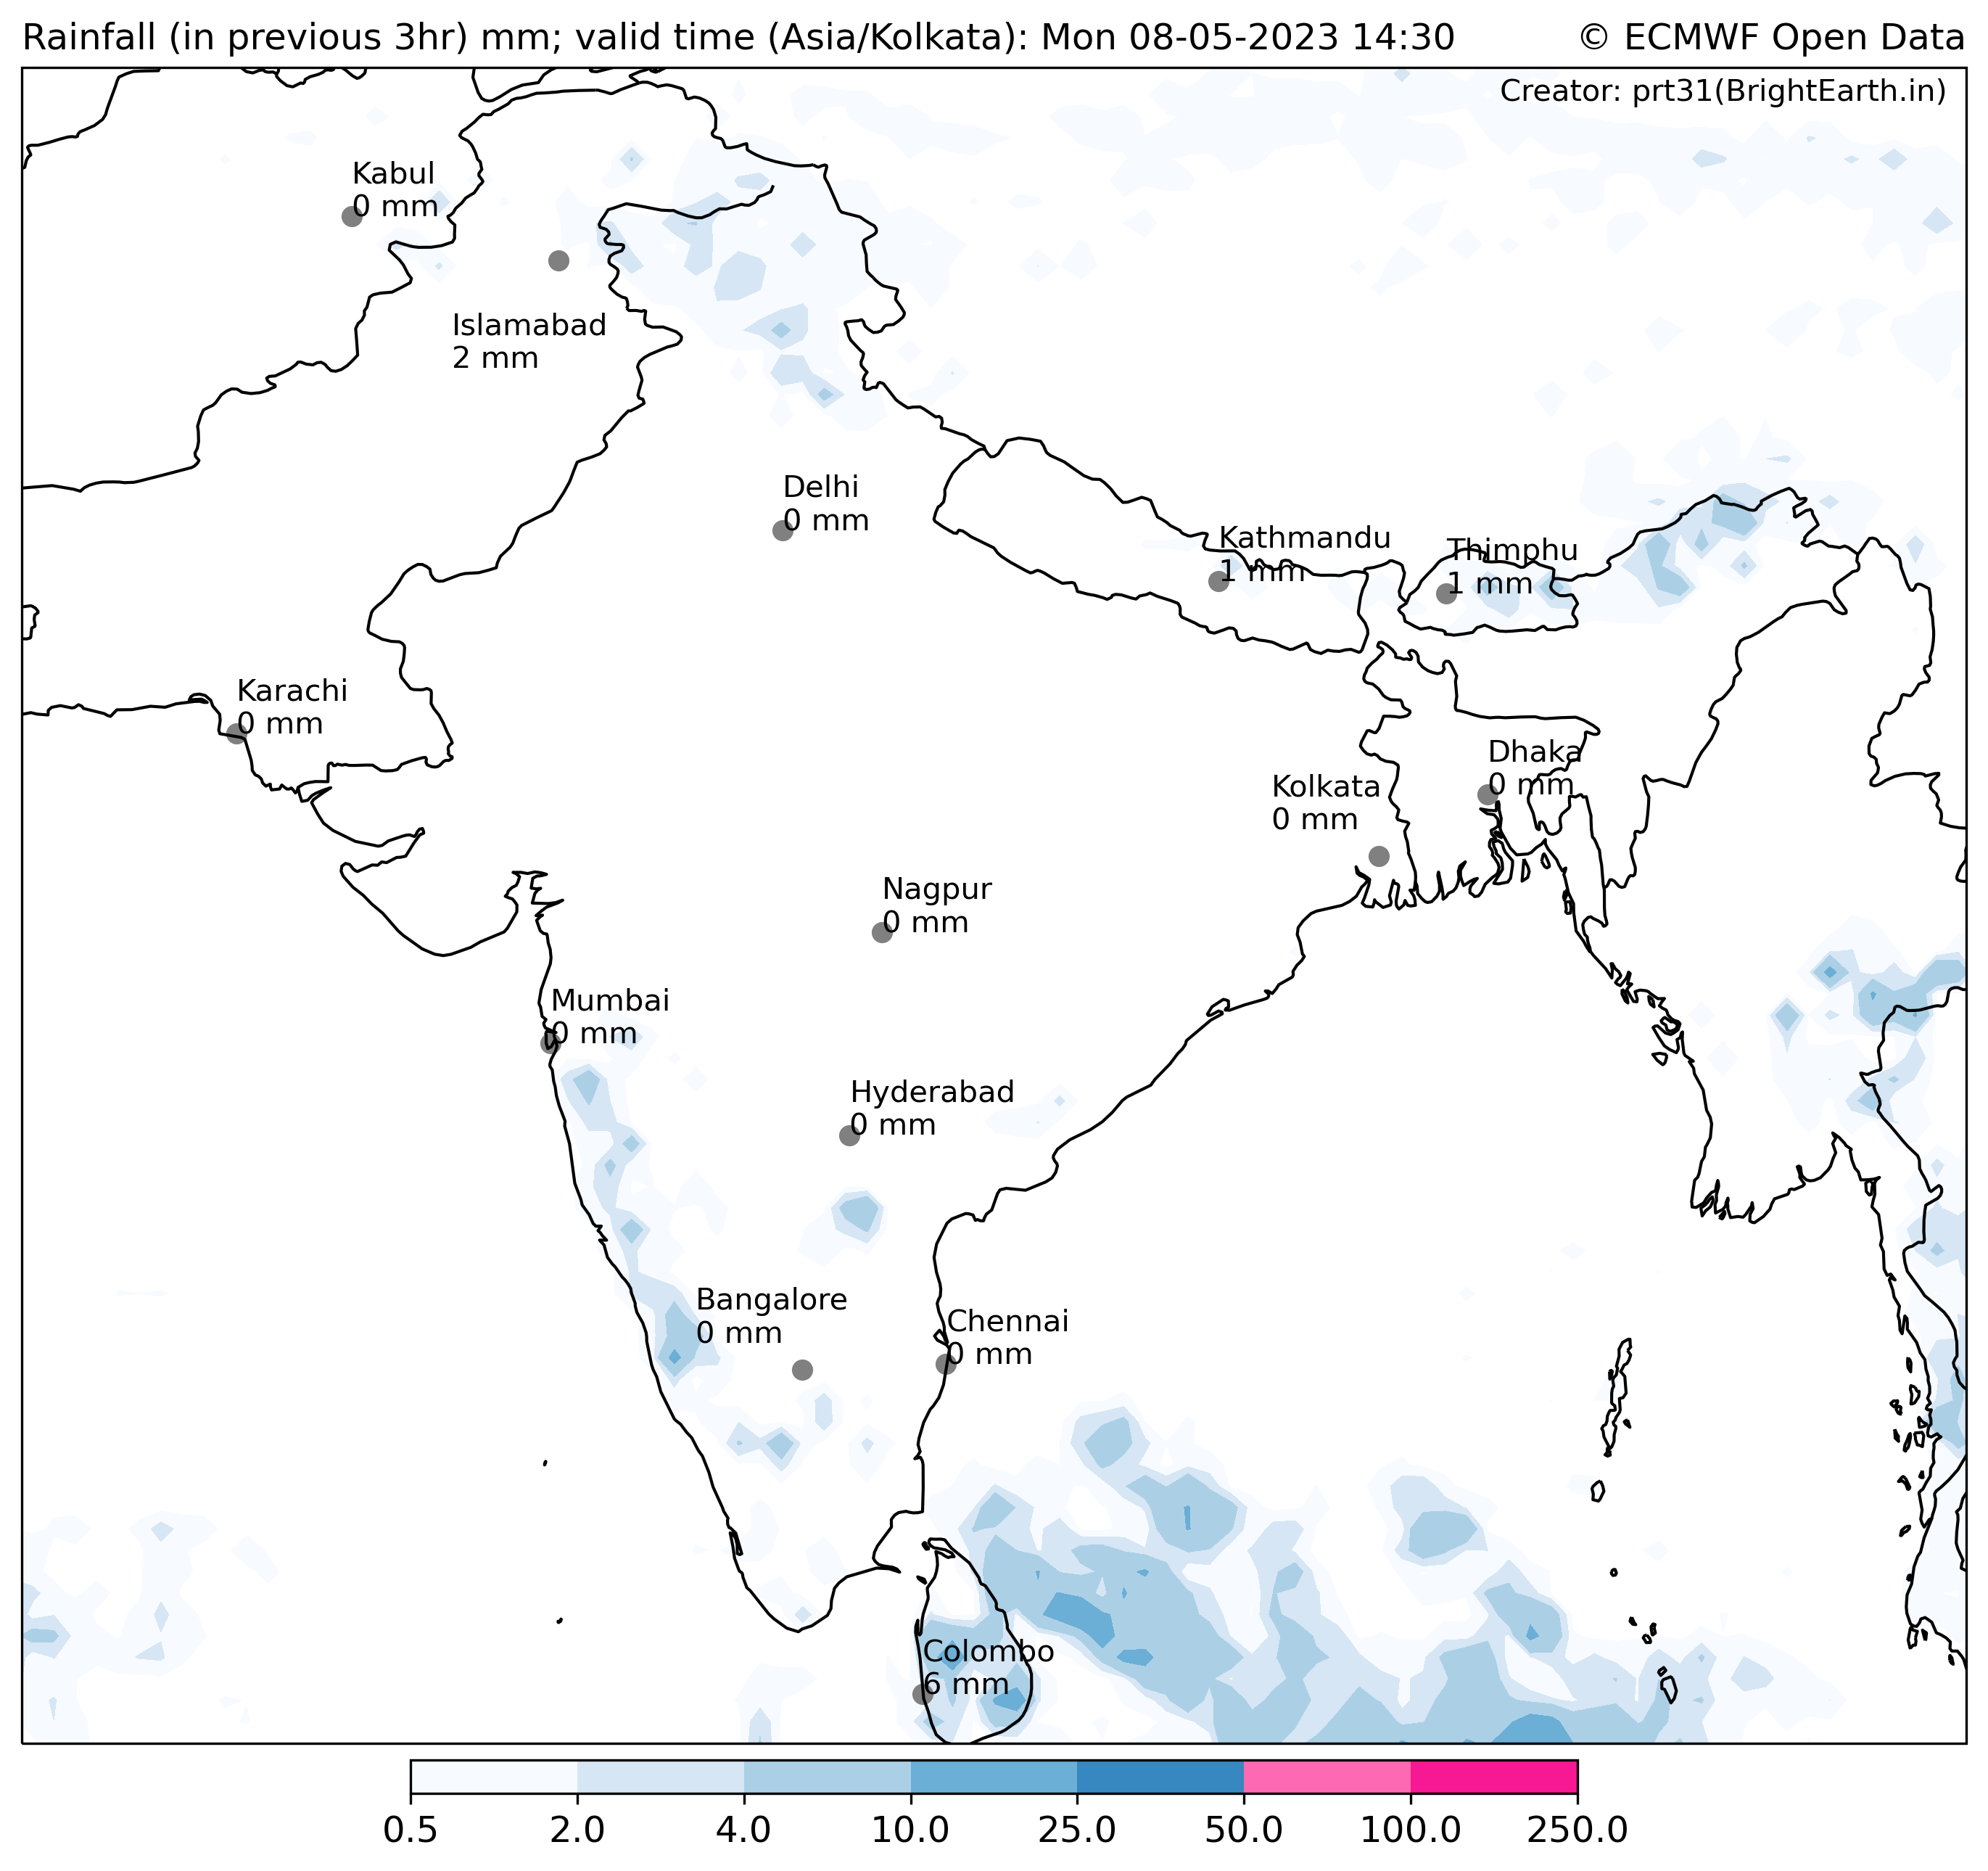 Rainfall (in previous 3hr) mm; valid time (Asia/Kolkata): Mon 08-05-2023 14:30
© ECMWF Open Data
Creator: prt31(BrightEarth.in)
Kabul
0 mm
Islamabad
2 mm
Delhi
0 mm
Kathmandu
1 mm
Thimphu
1 mm
Karachi
0 mm
Dhaka
0 mm
Kolkata
0 mm
Nagpur
0 mm
Mumbai
0 mm
Hyderabad
0 mm
Bangalore
0 mm
Chennai
0 mm
Colombo
6 mm
0.5 2.0 4.0 10.0 25.0 50.0 100.0 250.0